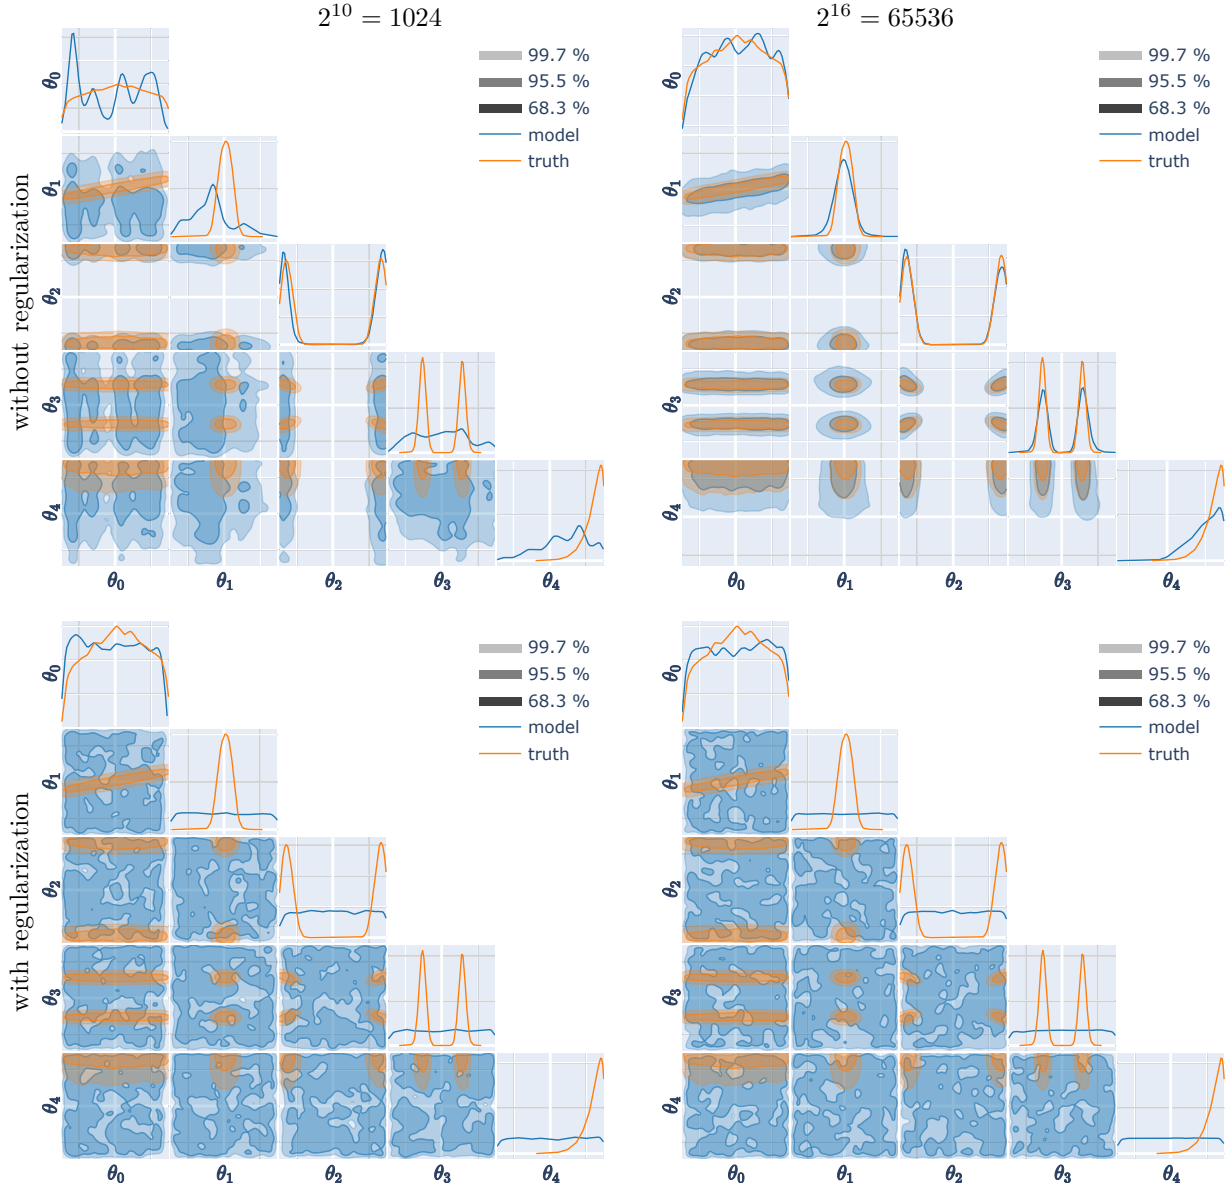 2^10 = 1024
2^16 = 65536
without regularization
θ0
θ1
θ2
θ3
θ4
θ0 θ1 θ2 θ3 θ4
99.7 %
95.5 %
68.3 %
model
truth
θ0
θ1
θ2
θ3
θ4
θ0 θ1 θ2 θ3 θ4
99.7 %
95.5 %
68.3 %
model
truth
with regularization
θ0
θ1
θ2
θ3
θ4
θ0 θ1 θ2 θ3 θ4
99.7 %
95.5 %
68.3 %
model
truth
θ0
θ1
θ2
θ3
θ4
θ0 θ1 θ2 θ3 θ4
99.7 %
95.5 %
68.3 %
model
truth